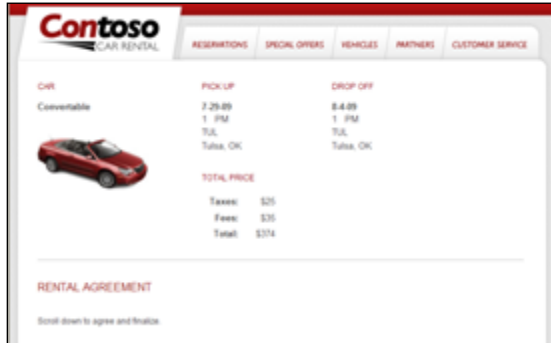 Contoso
CAR RENTAL
RESERVATIONS SPECIAL OFFERS VEHICLES PARTNERS CUSTOMER SERVICE
CAR PICK UP DROP OFF
Convertable 7-29-09 8-4-09
1 PM 1 PM
TUL TUL
Tulsa, OK Tulsa, OK
TOTAL PRICE
Taxes: $25
Fees: $35
Total: $374
RENTAL AGREEMENT
Scroll down to agree and finalize.